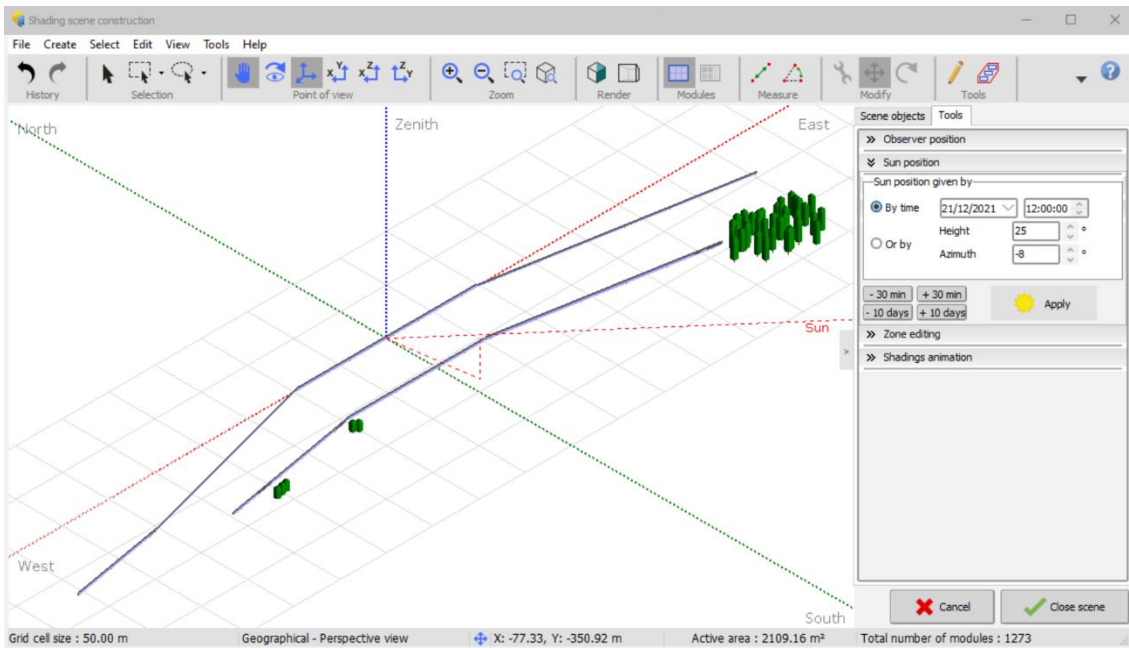 Shading scene construction
File Create Select Edit View Tools Help
History Selection Point of view Zoom Render Modules Measure Modify Tools
North Zenith East
Sun
West South
Scene objects Tools
Observer position
Sun position
Sun position given by
By time 21/12/2021 12:00:00
Height 25 °
Or by
Azimuth -8 °
- 30 min + 30 min
Apply
- 10 days + 10 days
Zone editing
>
Shadings animation
Cancel Close scene
Grid cell size : 50.00 m Geographical - Perspective view X: -77.33, Y: -350.92 m Active area : 2109.16 m² Total number of modules : 1273